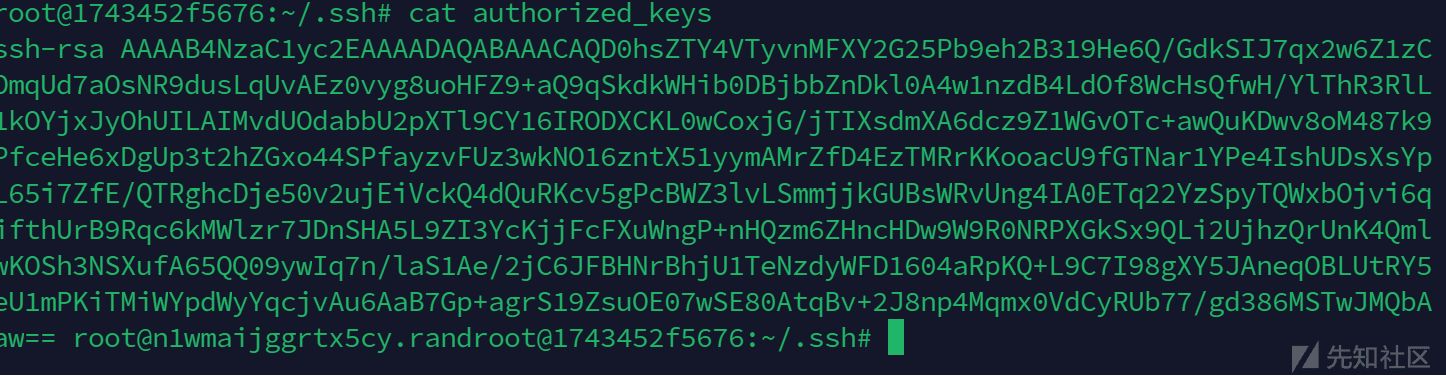 root@1743452f5676:~/.ssh# cat authorized_keys
ssh-rsa AAAAB4NzaC1yc2EAAAADAQABAAACAQD0hsZTY4VTyvnMFXY2G25Pb9eh2B319He6Q/GdkSIJ7qx2w6Z1zC
OmqUd7aOsNR9dusLqUvAEz0vyg8uoHFZ9+aQ9qSkdkWHib0DBjbbZnDkl0A4w1nzdB4LdOf8WcHsQfwH/YlThR3RlL
1kOYjxJyOhUILAIMvdUOdabbU2pXTl9CY16IRODXCKL0wCoxjG/jTIXsdmXA6dcz9Z1WGvOTc+awQuKDwv8oM487k9
PfceHe6xDgUp3t2hZGxo44SPfayzvFUz3wkNO16zntX51yymAMrZfD4EzTMRrKKooacU9fGTNar1YPe4IshUDsXsYp
L65i7ZfE/QTRghcDje50v2ujEiVckQ4dQuRKcv5gPcBWZ3lvLSmmjjkGUBsWRvUng4IA0ETq22YzSpyTQWxbOjvi6q
ifthUrB9Rqc6kMWlzr7JDnSHA5L9ZI3YcKjjFcFXuWngP+nHQzm6ZHncHDw9W9R0NRPXGkSx9QLi2UjhzQrUnK4Qml
wKOSh3NSXufA65QQ09ywIq7n/laS1Ae/2jC6JFBHNrBhjU1TeNzdyWFD1604aRpKQ+L9C7I98gXY5JAneqOBLUtRY5
eU1mPKiTMiWYpdWyYqcjvAu6AaB7Gp+agrS19ZsuOE07wSE80AtqBv+2J8np4Mqmx0VdCyRUb77/gd386MSTwJMQbA
aw== root@n1wmaijggrtx5cy.randroot@1743452f5676:~/.ssh#
先知社区